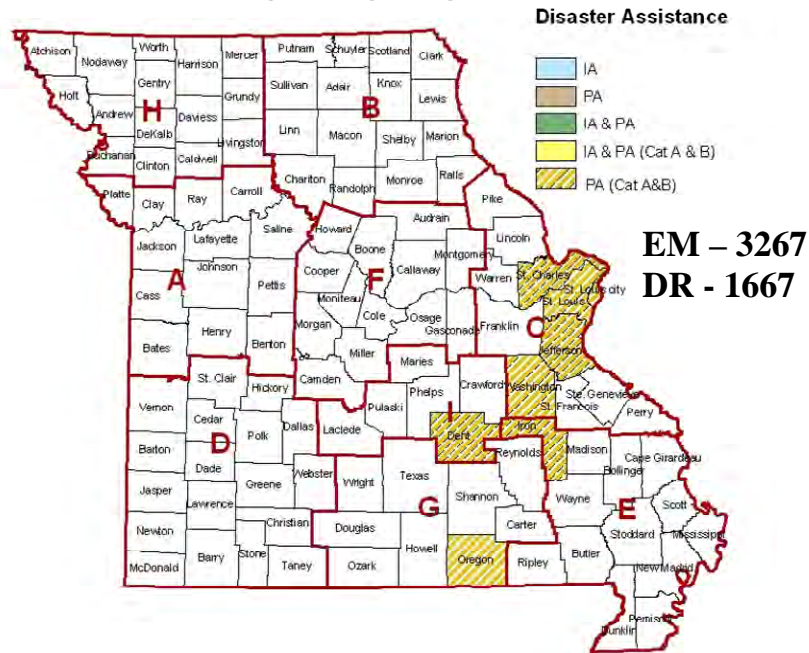 Disaster Assistance
IA
PA
IA & PA
IA & PA (Cat A & B)
PA (Cat A&B)
EM – 3267
DR - 1667
Atchison
Nodaway
Worth
Harrison
Mercer
Putnam
Schuyler
Scotland
Clark
Holt
Gentry
Sullivan
Adair
Knox
Andrew
H
Daviess
Grundy
B
Lewis
DeKalb
Livingston
Linn
Macon
Shelby
Marion
Buchanan
Clinton
Caldwell
Chariton
Randolph
Monroe
Ralls
Platte
Clay
Ray
Carroll
Saline
Howard
Audrain
Pike
Jackson
Lafayette
Boone
Lincoln
Johnson
Cooper
Callaway
Montgomery
Warren
St. Charles
A
Pettis
F
St. Louis city
St. Louis
Cass
Moniteau
Cole
Osage
Gasconade
Franklin
C
Henry
Morgan
Bates
Benton
Miller
Jefferson
St. Clair
Camden
Maries
Crawford
Washington
Ste. Genevieve
Hickory
Phelps
St. Francois
Perry
Vernon
Cedar
Dallas
Laclede
Pulaski
I
Iron
Barton
D
Polk
Dent
Reynolds
Madison
Cape Girardeau
Bollinger
Dade
Webster
Wright
Texas
Jasper
Greene
G
Shannon
Wayne
E
Scott
Lawrence
Christian
Douglas
Carter
Stoddard
Mississippi
Newton
Howell
Butler
New Madrid
McDonald
Barry
Stone
Taney
Ozark
Oregon
Ripley
Pemiscot
Dunklin